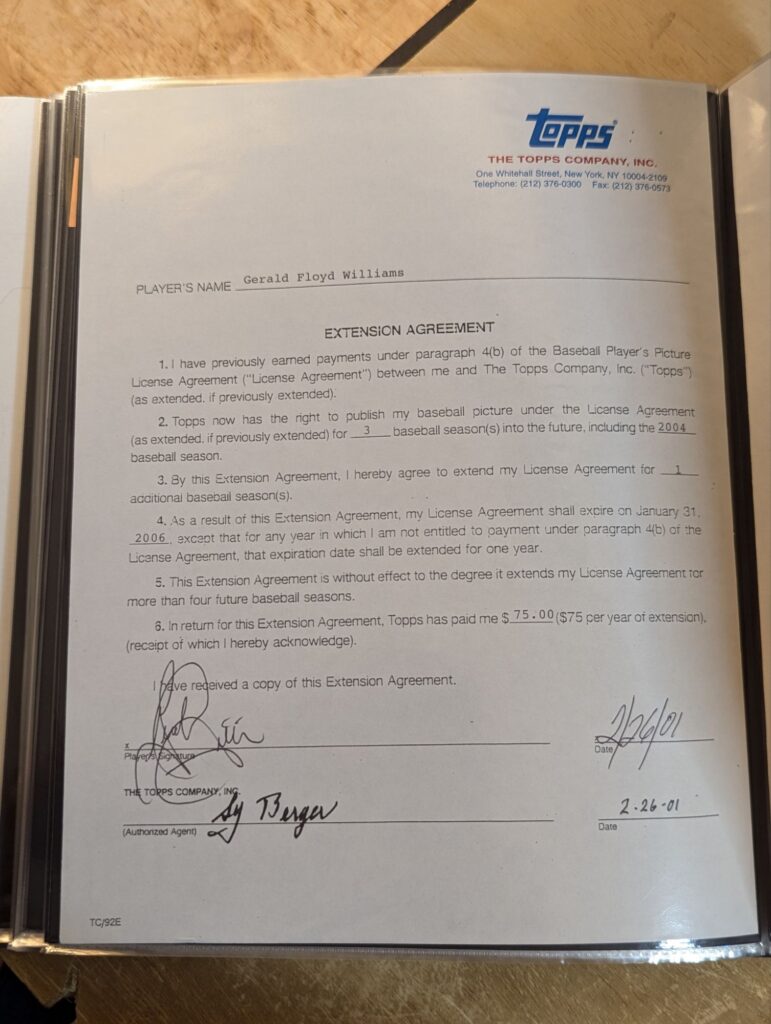 TOPPS®
THE TOPPS COMPANY, INC.
One Whitehall Street, New York, NY 10004-2109
Telephone: (212) 376-0300 Fax: (212) 376-0573
PLAYER'S NAME Gerald Floyd Williams
EXTENSION AGREEMENT
1. I have previously earned payments under paragraph 4(b) of the Baseball Player's Picture
License Agreement ("License Agreement") between me and The Topps Company, Inc. ("Topps")
(as extended, if previously extended).
2. Topps now has the right to publish my baseball picture under the License Agreement
(as extended, if previously extended) for 3 baseball season(s) into the future, including the 2004
baseball season.
3. By this Extension Agreement, I hereby agree to extend my License Agreement for 1
additional baseball season(s).
4. As a result of this Extension Agreement, my License Agreement shall expire on January 31,
2006, except that for any year in which I am not entitled to payment under paragraph 4(b) of the
License Agreement, that expiration date shall be extended for one year.
5. This Extension Agreement is without effect to the degree it extends my License Agreement for
more than four future baseball seasons.
6. In return for this Extension Agreement, Topps has paid me $ 75.00 ($75 per year of extension),
(receipt of which I hereby acknowledge).
I have received a copy of this Extension Agreement.
x 2/26/01
Player's Signature Date
THE TOPPS COMPANY, INC.
Sy Berger 2-26-01
(Authorized Agent) Date
TC/92E